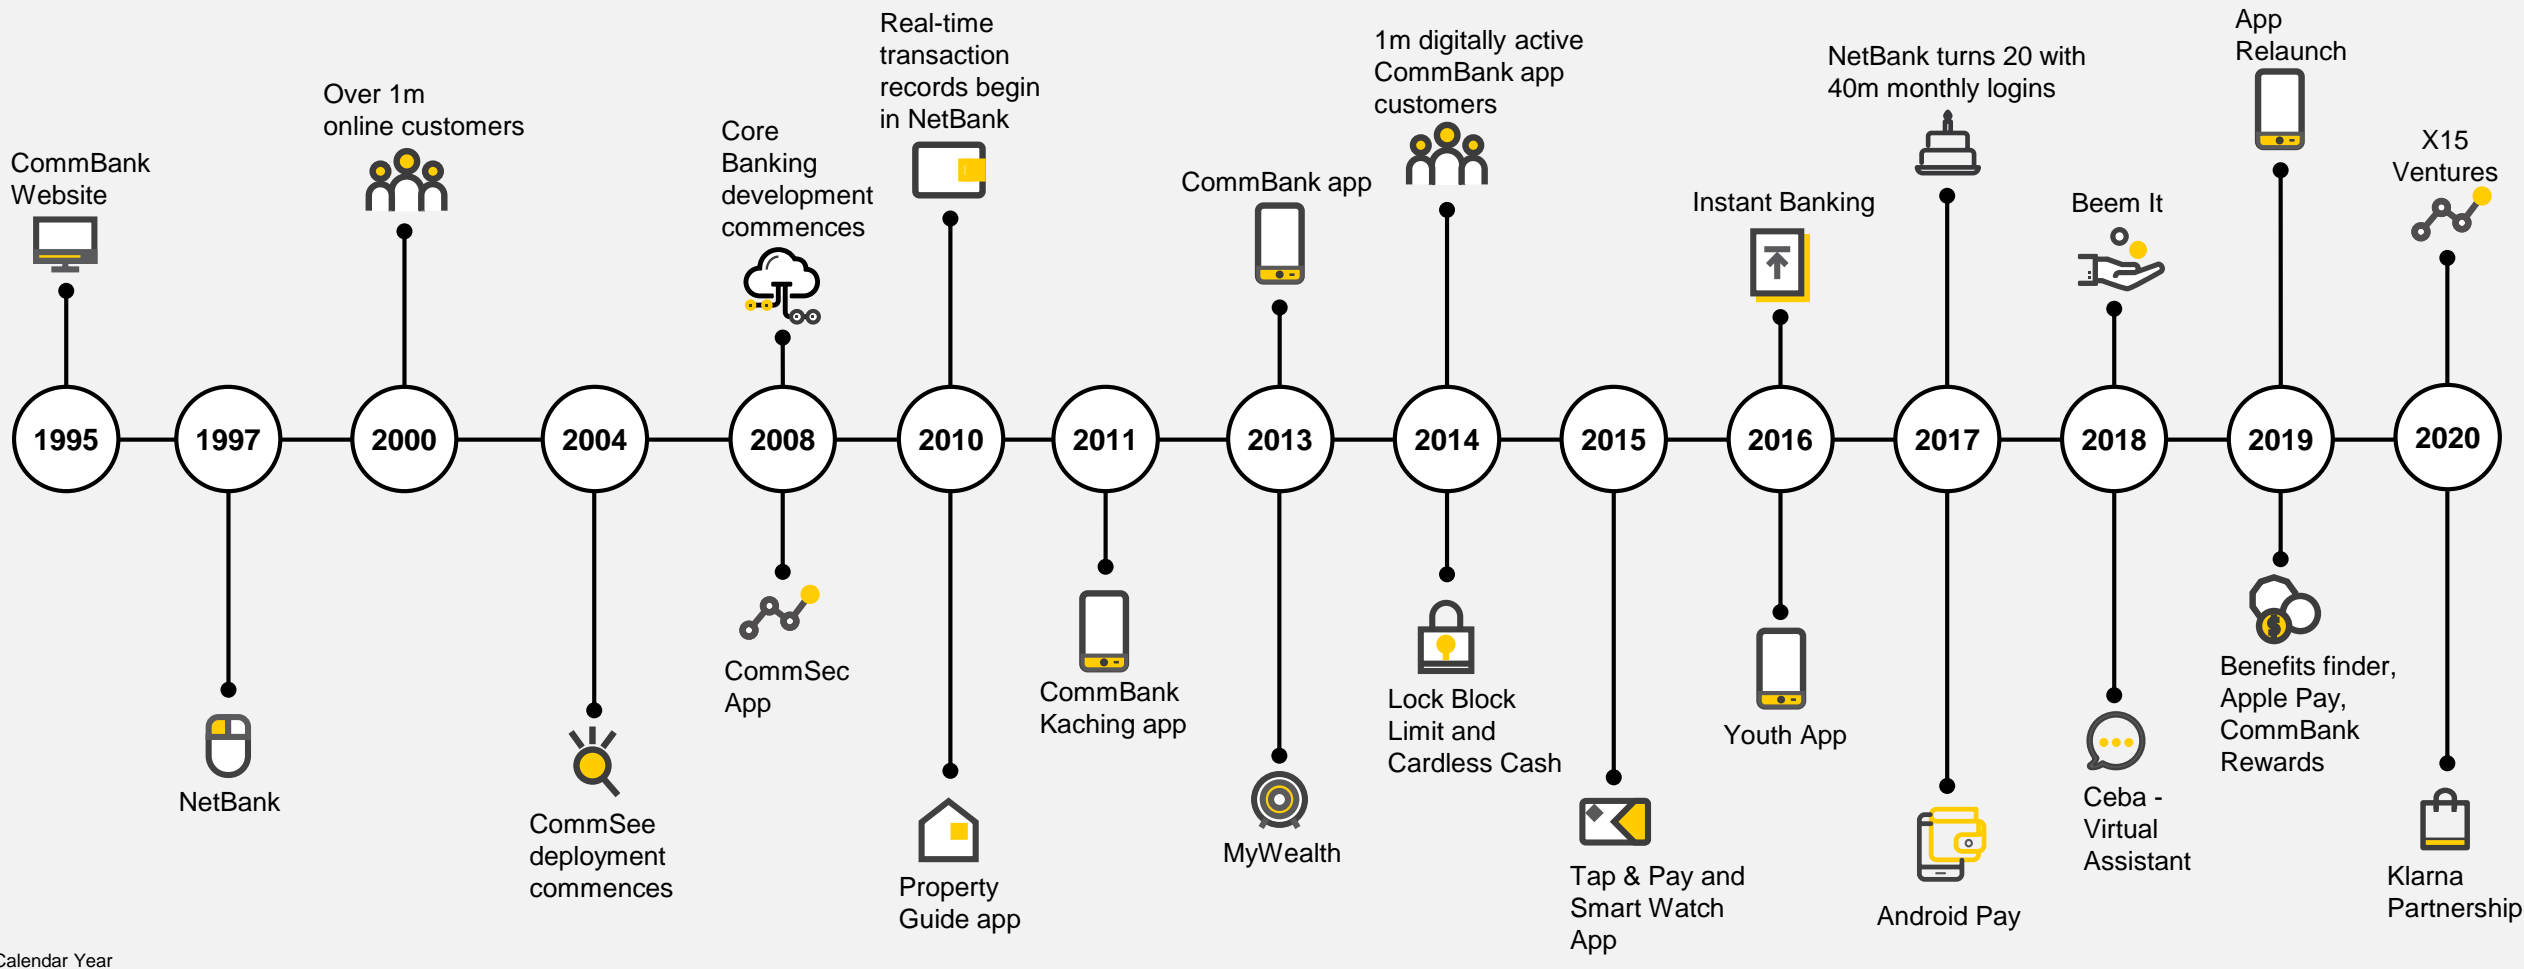 CommBank
Website
Over 1m
online customers
Core
Banking
development
commences
Real-time
transaction
records begin
in NetBank
CommBank app
1m digitally active
CommBank app
customers
Instant Banking
NetBank turns 20 with
40m monthly logins
Beem It
App
Relaunch
X15
Ventures
1995
1997
2000
2004
2008
2010
2011
2013
2014
2015
2016
2017
2018
2019
2020
NetBank
CommSee
deployment
commences
CommSec
App
Property
Guide app
CommBank
Kaching app
MyWealth
Lock Block
Limit and
Cardless Cash
Tap & Pay and
Smart Watch
App
Youth App
Android Pay
Ceba -
Virtual
Assistant
$
Benefits finder,
Apple Pay,
CommBank
Rewards
Klarna
Partnership
Calendar Year